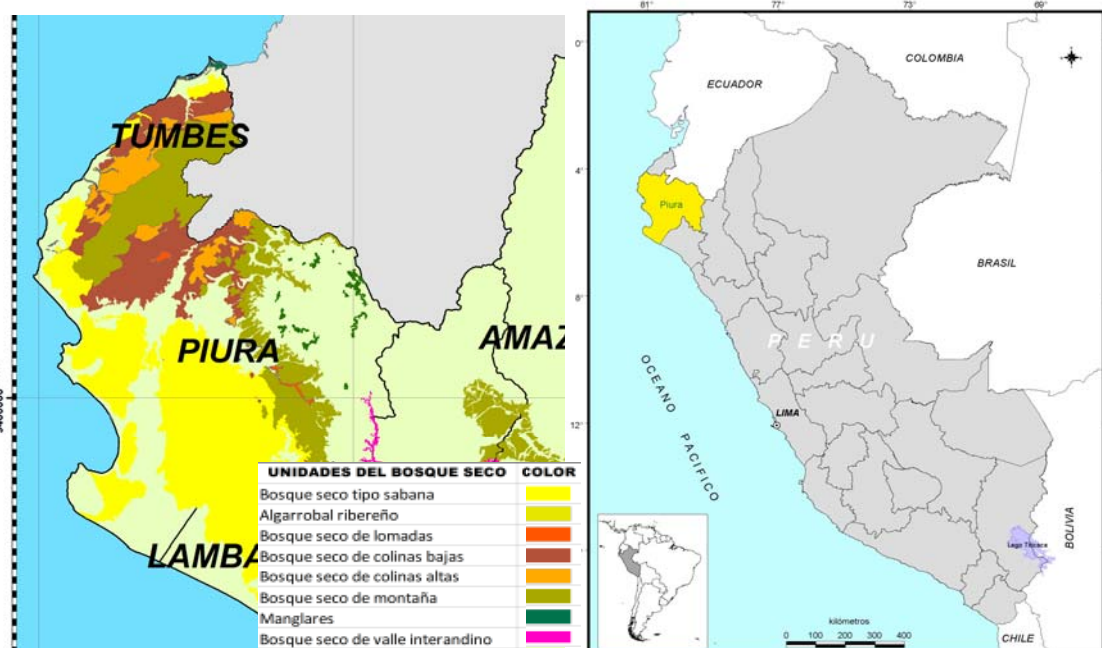 TUMBES
PIURA
AMAZ
LAMBA
UNIDADES DEL BOSQUE SECO COLOR
Bosque seco tipo sabana
Algarrobal ribereño
Bosque seco de lomadas
Bosque seco de colinas bajas
Bosque seco de colinas altas
Bosque seco de montaña
Manglares
Bosque seco de valle interandino
81° 77° 73° 69°
0°
COLOMBIA
ECUADOR
4°
Piura
BRASIL
8°
PERU
OCEANO PACIFICO
LIMA
12°
BOLIVIA
Lago Titicaca
kilómetros
0 100 200 300 400
CHILE